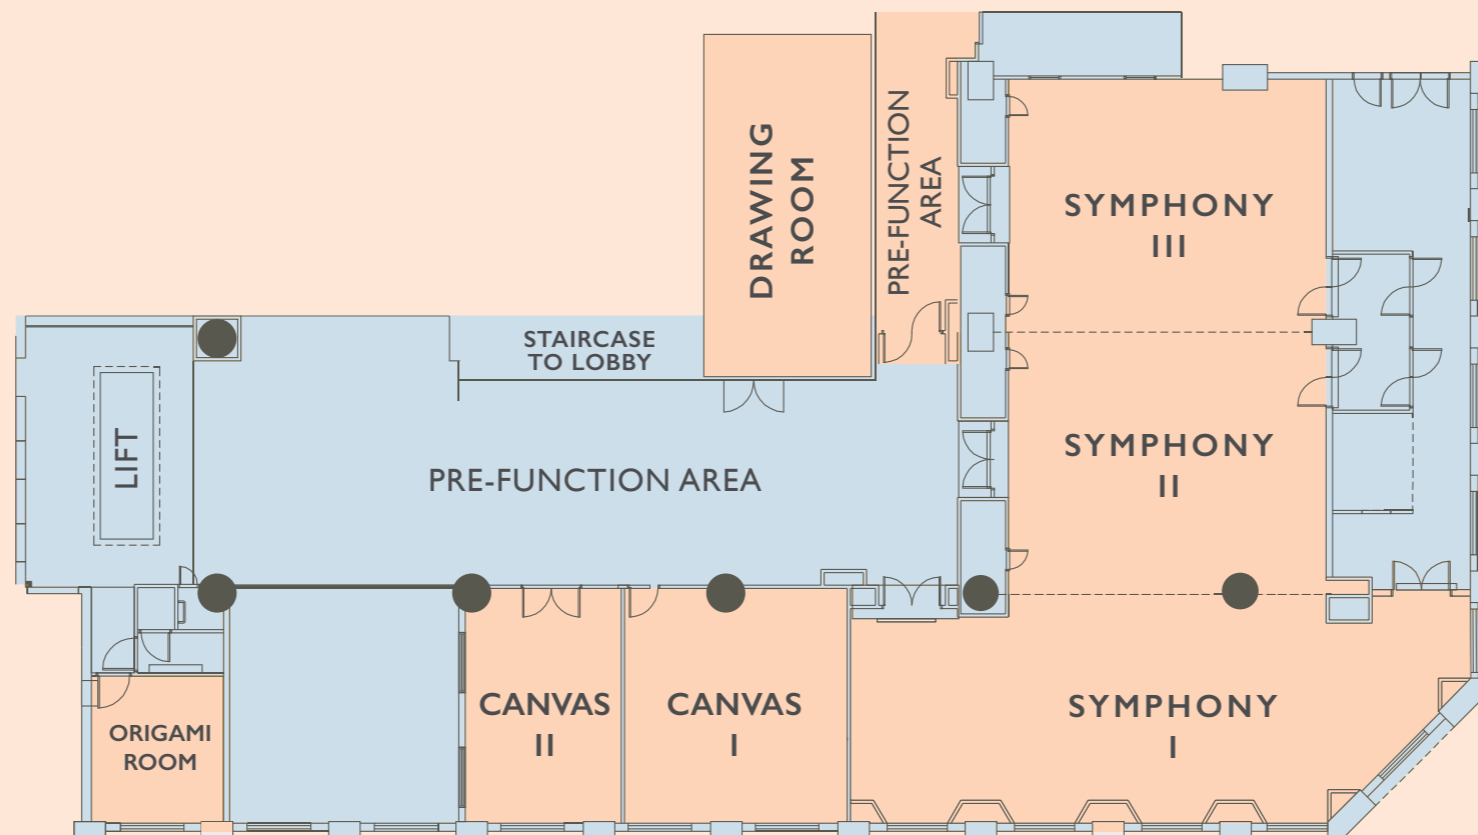 DRAWING
ROOM
PRE-FUNCTION
AREA
SYMPHONY
III
STAIRCASE
TO LOBBY
LIFT
PRE-FUNCTION AREA
SYMPHONY
II
ORIGAMI
ROOM
CANVAS
II
CANVAS
I
SYMPHONY
I